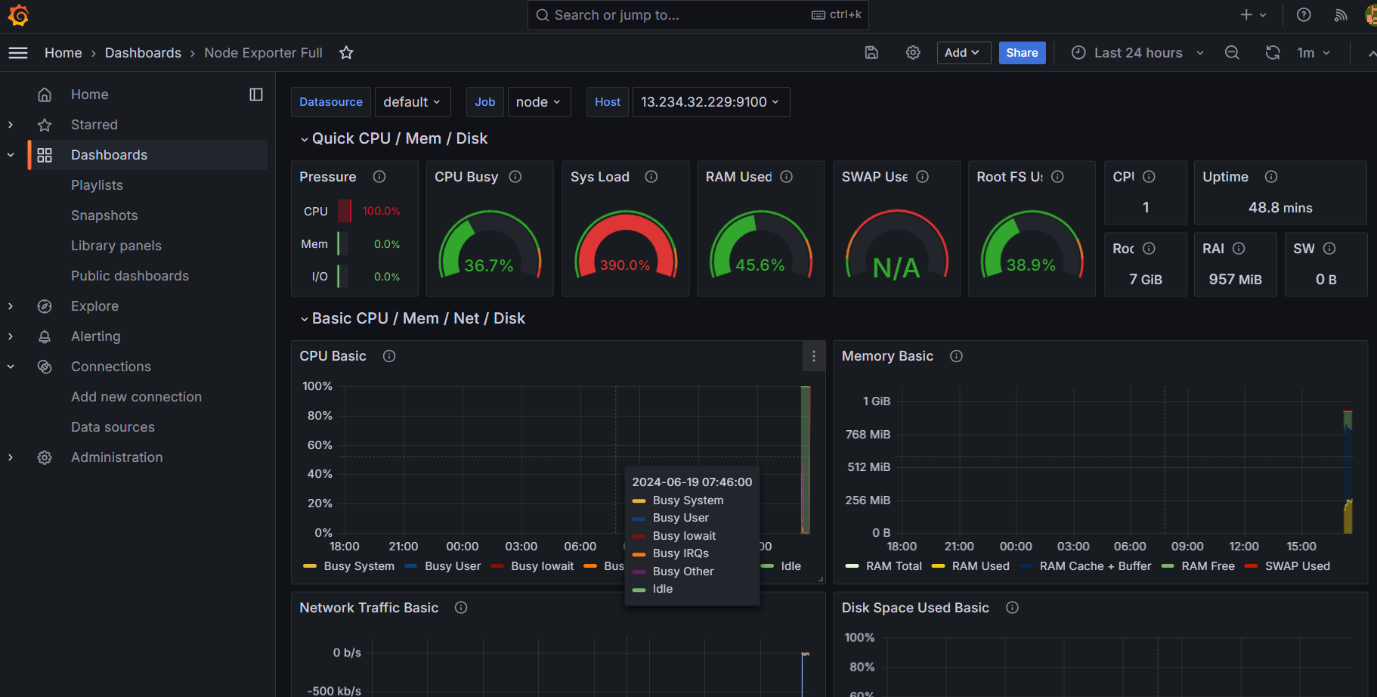 Search or jump to... ctrl+k
Home › Dashboards › Node Exporter Full
Add
Share
Last 24 hours
1m
Home
Starred
Dashboards
Playlists
Snapshots
Library panels
Public dashboards
Explore
Alerting
Connections
Add new connection
Data sources
Administration
Datasource default Job node Host 13.234.32.229:9100
Quick CPU / Mem / Disk
Pressure
CPU 100.0%
Mem 0.0%
I/O 0.0%
CPU Busy
36.7%
Sys Load
390.0%
RAM Used
45.6%
SWAP Use
N/A
Root FS Us
38.9%
CPU
1
Uptime
48.8 mins
Roo
7 GiB
RAI
957 MiB
SW
0 B
Basic CPU / Mem / Net / Disk
CPU Basic
100%
80%
60%
40%
20%
0%
18:00 21:00 00:00 03:00 06:00 :00
2024-06-19 07:46:00
Busy System
Busy User
Busy Iowait
Busy IRQs
Busy Other
Idle
Busy System Busy User Busy Iowait Bus Idle
Memory Basic
1 GiB
768 MiB
512 MiB
256 MiB
0 B
18:00 21:00 00:00 03:00 06:00 09:00 12:00 15:00
RAM Total RAM Used RAM Cache + Buffer RAM Free SWAP Used
Network Traffic Basic
0 b/s
-500 kb/s
Disk Space Used Basic
100%
80%
60%